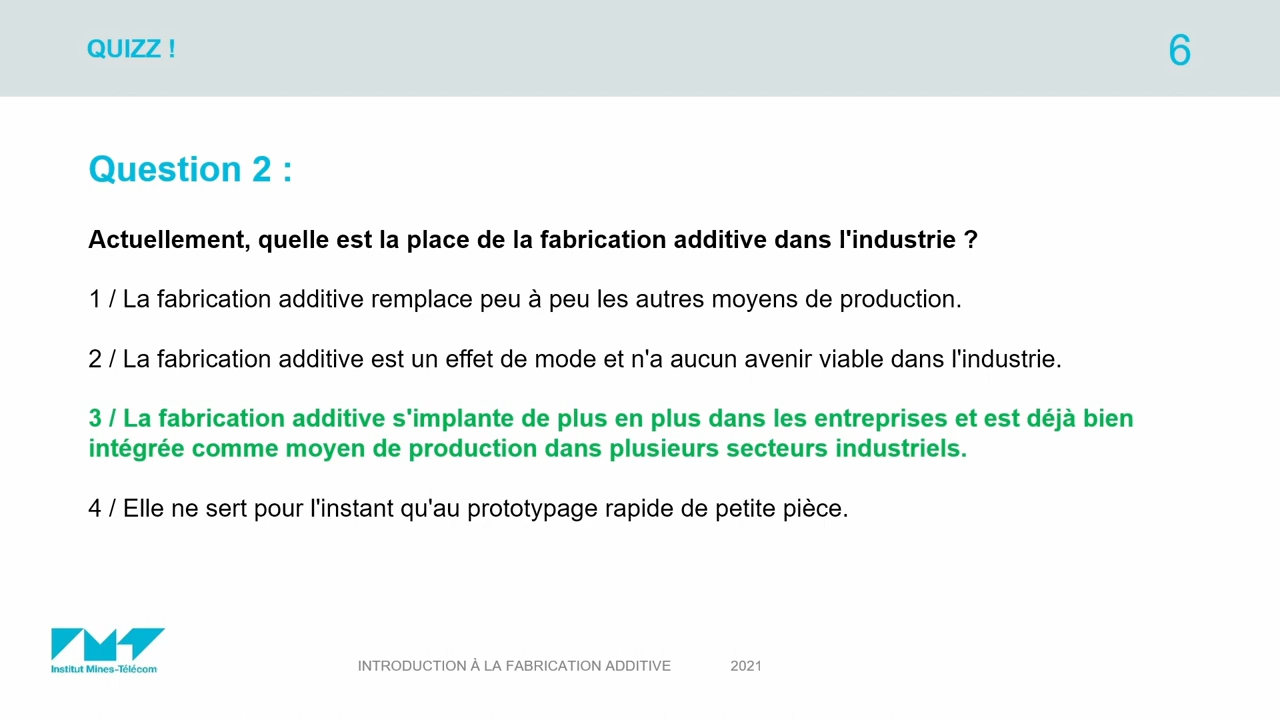 QUIZZ !
6
Question 2 :
Actuellement, quelle est la place de la fabrication additive dans l'industrie ?
1 / La fabrication additive remplace peu à peu les autres moyens de production.
2 / La fabrication additive est un effet de mode et n'a aucun avenir viable dans l'industrie.
3 / La fabrication additive s'implante de plus en plus dans les entreprises et est déjà bien
intégrée comme moyen de production dans plusieurs secteurs industriels.
4 / Elle ne sert pour l'instant qu'au prototypage rapide de petite pièce.
IMT
Institut Mines-Télécom
INTRODUCTION À LA FABRICATION ADDITIVE 2021